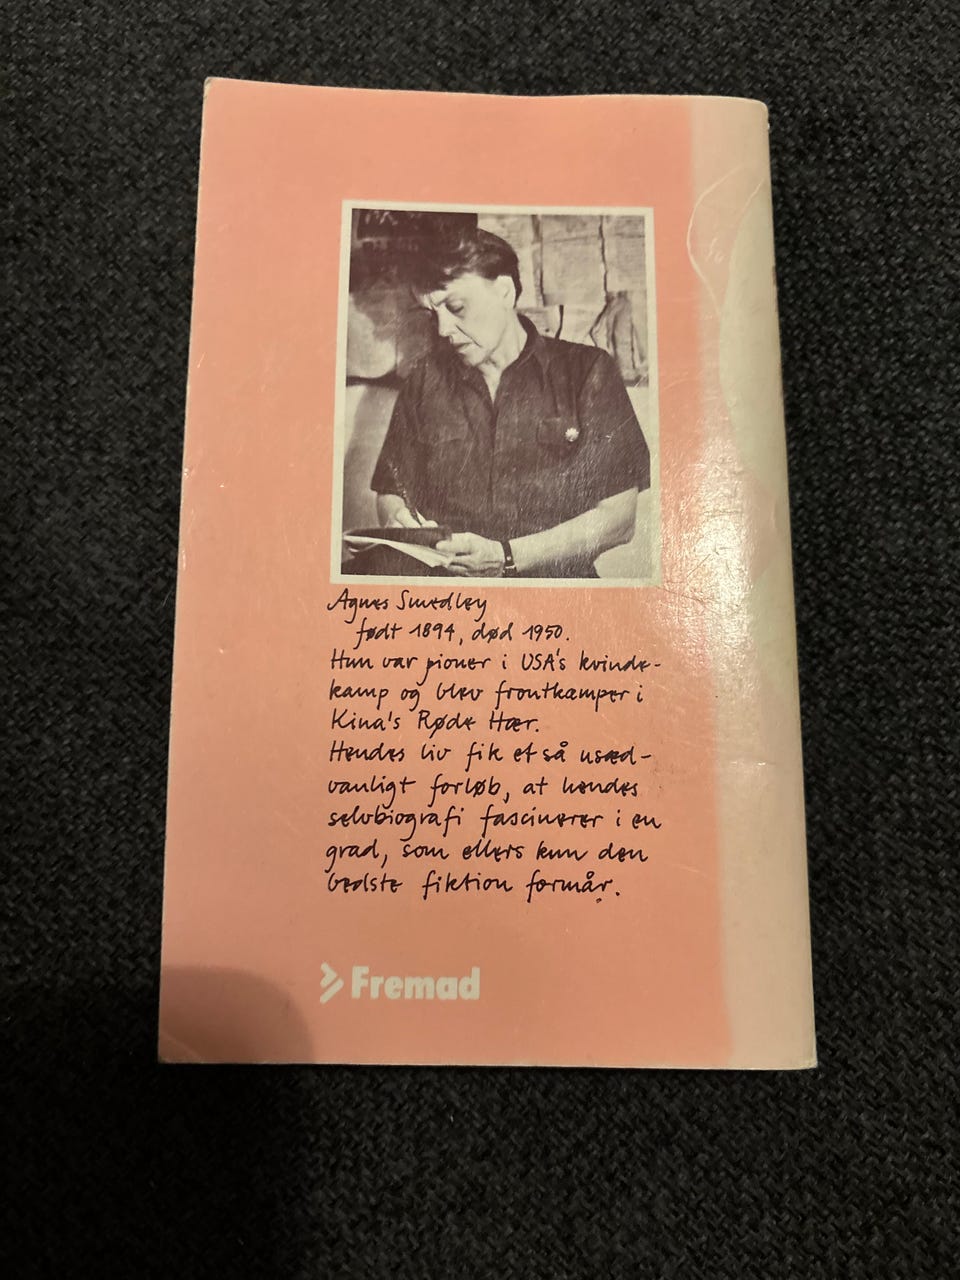 Agnes Smedley
født 1894, død 1950.
Hun var pioner i USA's kvinde-
kamp og blev frontkæmper i
Kina's Røde Hær.
Hendes liv fik et så usæd-
vanligt forløb, at hendes
selvbiografi fascinerer i en
grad, som ellers kun den
bedste fiktion formår.
Fremad